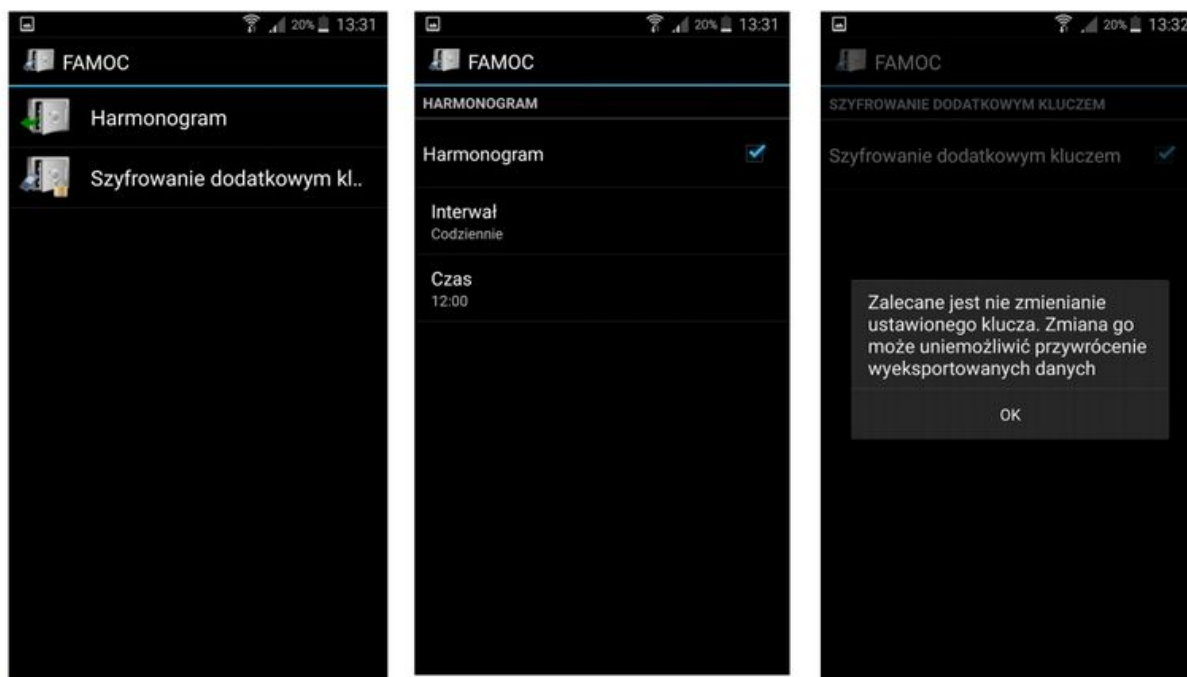 20% 13:31
FAMOC
Harmonogram
Szyfrowanie dodatkowym kl..
20% 13:31
FAMOC
HARMONOGRAM
Harmonogram
Interwał
Codziennie
Czas
12:00
20% 13:32
FAMOC
SZYFROWANIE DODATKOWYM KLUCZEM
Szyfrowanie dodatkowym kluczem
Zalecane jest nie zmienianie
ustawionego klucza. Zmiana go
może uniemożliwić przywrócenie
wyeksportowanych danych
OK